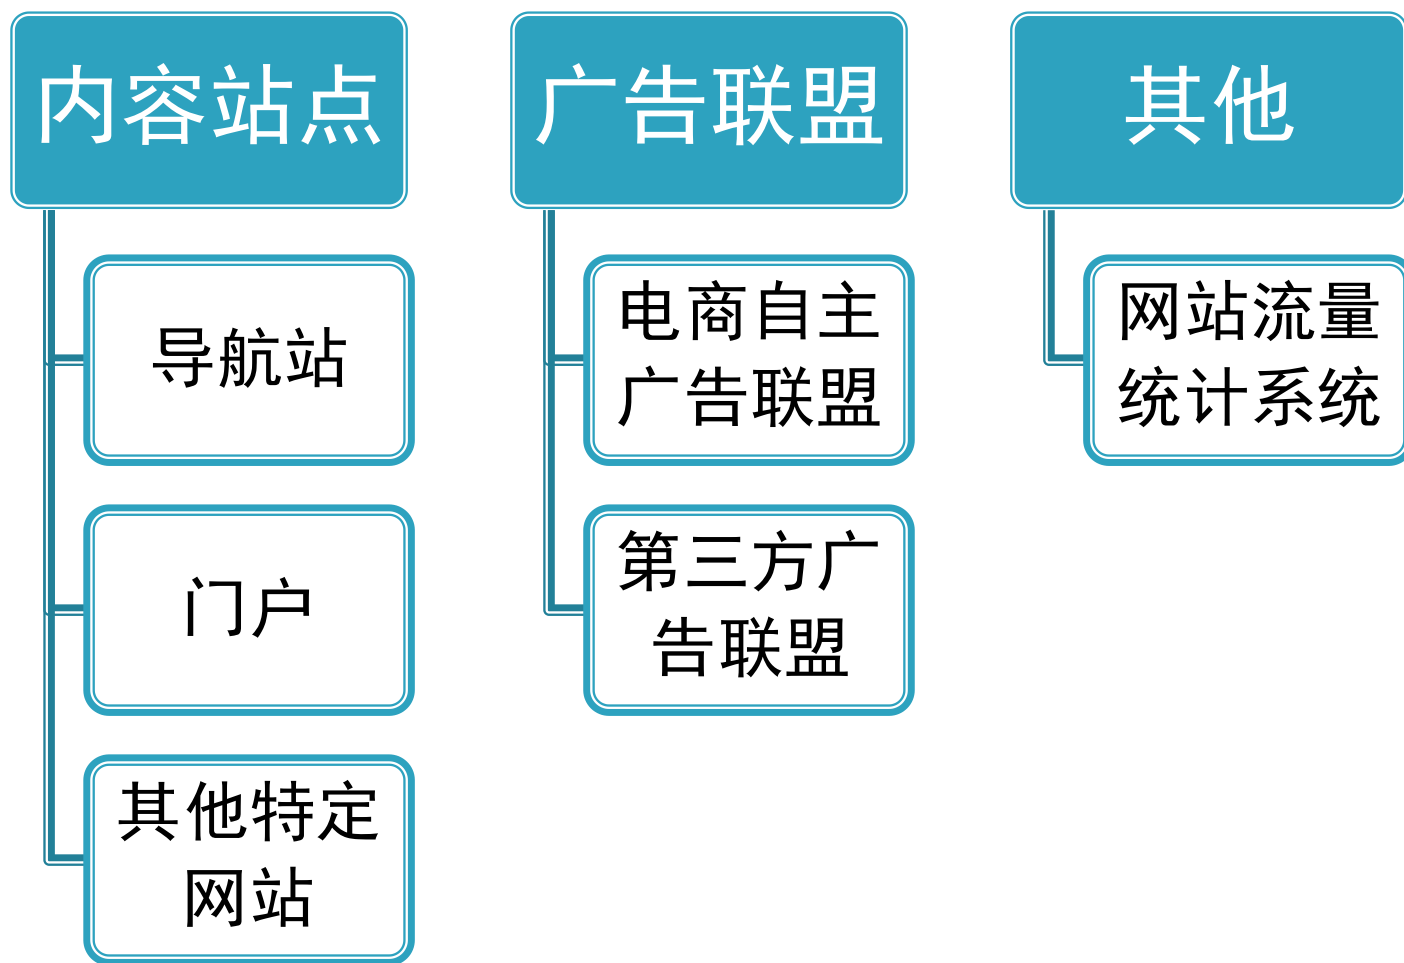 内容站点
导航站
门户
其他特定
网站
广告联盟
电商自主
广告联盟
第三方广
告联盟
其他
网站流量
统计系统